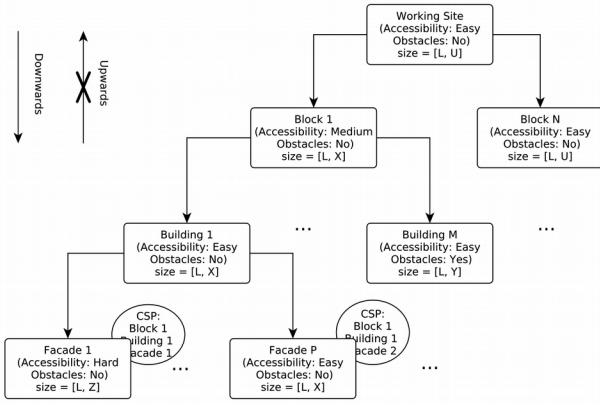 Working Site
(Accessibility: Easy
Obstacles: No)
size = [L, U]
Downwards
Upwards
Block 1
(Accessibility: Medium
Obstacles: No)
size = [L, X]
Block N
(Accessibility: Easy
Obstacles: No)
size = [L, U]
...
...
Building 1
(Accessibility: Easy
Obstacles: No)
size = [L, X]
Building M
(Accessibility: Easy
Obstacles: Yes)
size = [L, Y]
CSP:
Block 1
Building 1
Facade 1
CSP:
Block 1
Building 1
Facade 2
Facade 1
(Accessibility: Hard
Obstacles: No)
size = [L, Z]
...
Facade P
(Accessibility: Easy
Obstacles: No)
size = [L, X]
...